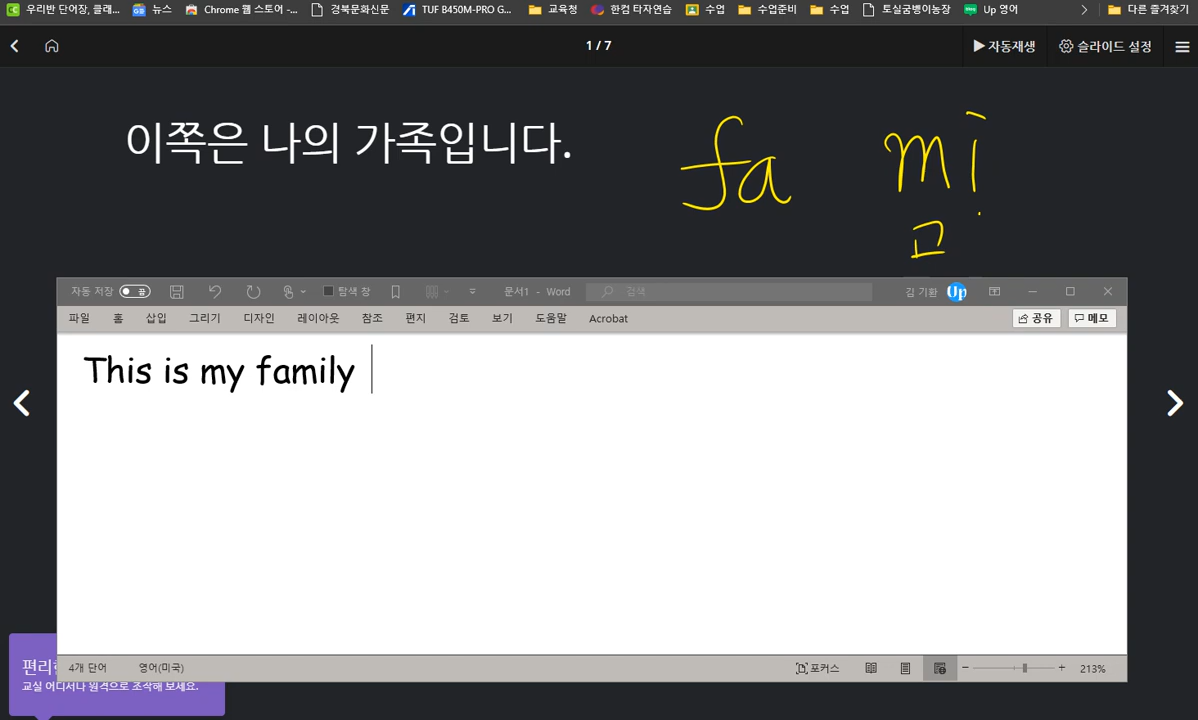 우리반 단어장, 클래... 뉴스 Chrome 웹 스토어 -... 경북문화신문 TUF B450M-PRO G... 교육청 한컴 타자연습 수업 수업준비 수업 토실굼벵이농장 Up 영어 다른 즐겨찾기
1 / 7 자동재생 슬라이드 설정
이쪽은 나의 가족입니다.
fa mi
ㅁ
자동 저장 끔 탐색 창 문서1 - Word 검색 김 기환 Up
파일 홈 삽입 그리기 디자인 레이아웃 참조 편지 검토 보기 도움말 Acrobat 공유 메모
This is my family
편리
4개 단어 영어(미국) 포커스 213%
교실 어디서나 원격으로 조작해 보세요.